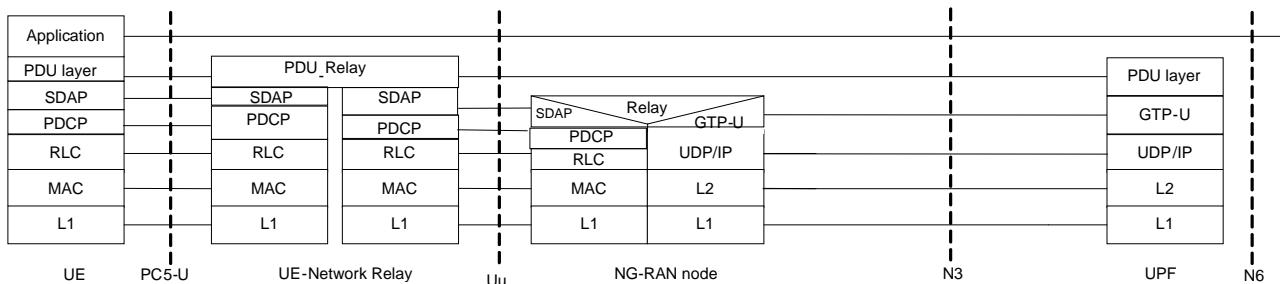 Application
PDU layer
SDAP
PDCP
RLC
MAC
L1
UE
PC5-U
PDU Relay
SDAP
PDCP
RLC
MAC
L1
SDAP
PDCP
RLC
MAC
L1
UE-Network Relay
Uu
SDAP
Relay
GTP-U
PDCP
RLC
MAC
L1
UDP/IP
L2
L1
NG-RAN node
N3
PDU layer
GTP-U
UDP/IP
L2
L1
UPF
N6